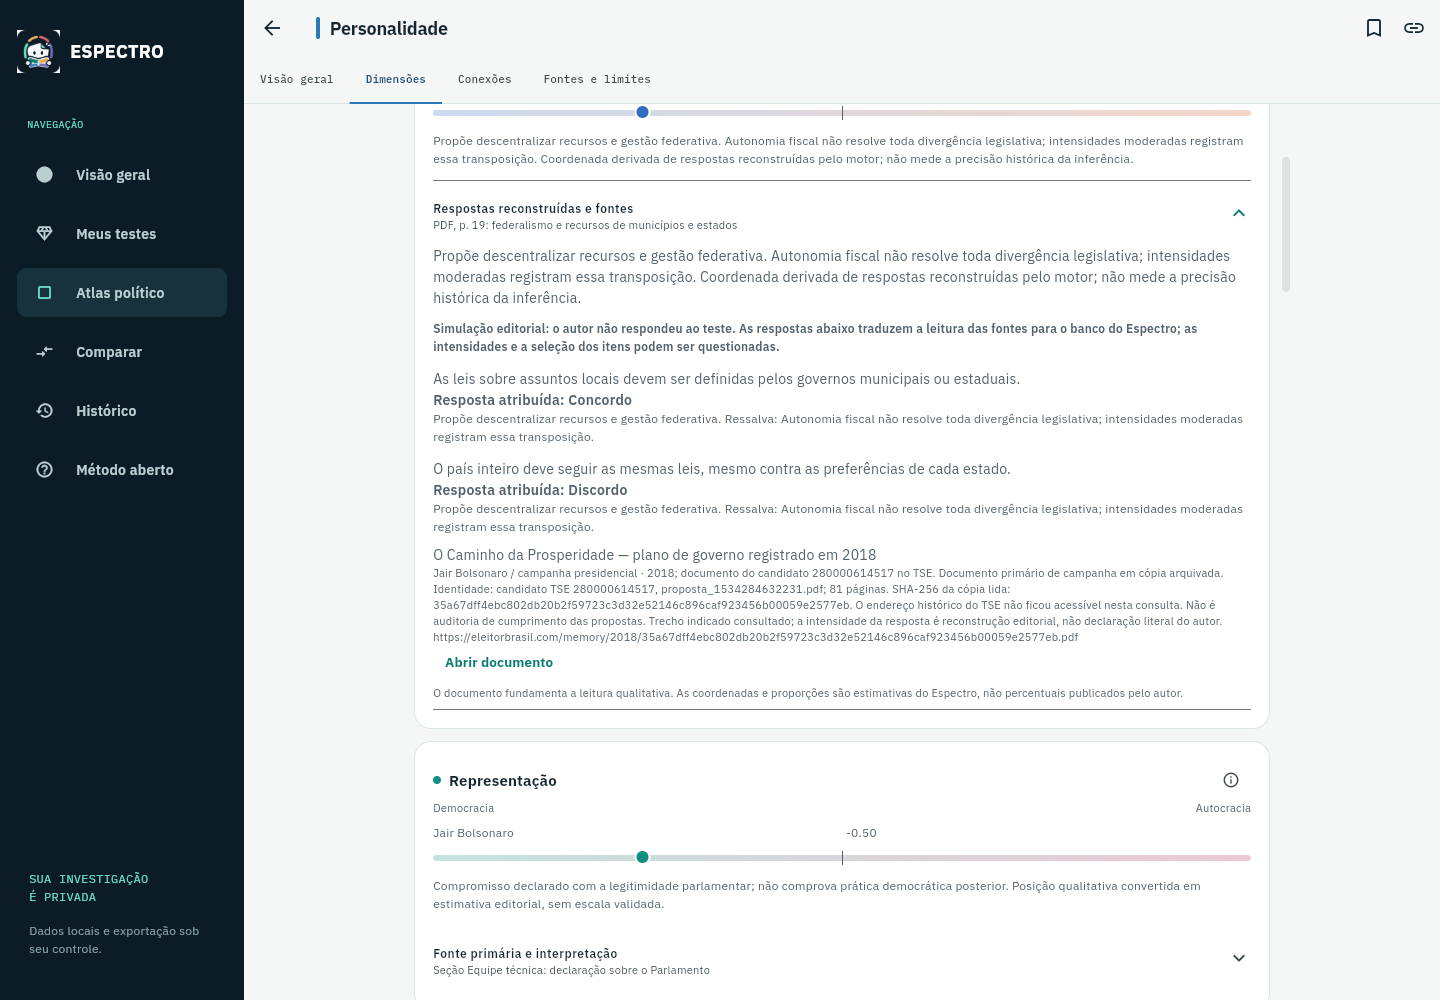 ESPECTRO
NAVEGAÇÃO
Visão geral
Meus testes
Atlas político
Comparar
Histórico
Método aberto
SUA INVESTIGAÇÃO
É PRIVADA
Dados locais e exportação sob
seu controle.
Personalidade
Visão geral
Dimensões
Conexões
Fontes e limites
Propõe descentralizar recursos e gestão federativa. Autonomia fiscal não resolve toda divergência legislativa; intensidades moderadas registram
essa transposição. Coordenada derivada de respostas reconstruídas pelo motor; não mede a precisão histórica da inferência.
Respostas reconstruídas e fontes
PDF, p. 19: federalismo e recursos de municípios e estados
Propõe descentralizar recursos e gestão federativa. Autonomia fiscal não resolve toda divergência legislativa; intensidades
moderadas registram essa transposição. Coordenada derivada de respostas reconstruídas pelo motor; não mede a precisão
histórica da inferência.
Simulação editorial: o autor não respondeu ao teste. As respostas abaixo traduzem a leitura das fontes para o banco do Espectro; as
intensidades e a seleção dos itens podem ser questionadas.
As leis sobre assuntos locais devem ser definidas pelos governos municipais ou estaduais.
Resposta atribuída: Concordo
Propõe descentralizar recursos e gestão federativa. Ressalva: Autonomia fiscal não resolve toda divergência legislativa; intensidades moderadas
registram essa transposição.
O país inteiro deve seguir as mesmas leis, mesmo contra as preferências de cada estado.
Resposta atribuída: Discordo
Propõe descentralizar recursos e gestão federativa. Ressalva: Autonomia fiscal não resolve toda divergência legislativa; intensidades moderadas
registram essa transposição.
O Caminho da Prosperidade — plano de governo registrado em 2018
Jair Bolsonaro / campanha presidencial · 2018; documento do candidato 280000614517 no TSE. Documento primário de campanha em cópia arquivada.
Identidade: candidato TSE 280000614517, proposta_1534284632231.pdf; 81 páginas. SHA-256 da cópia lida:
35a67dff4ebc802db20b2f59723c3d32e52146c896caf923456b00059e2577eb. O endereço histórico do TSE não ficou acessível nesta consulta. Não é
auditoria de cumprimento das propostas. Trecho indicado consultado; a intensidade da resposta é reconstrução editorial, não declaração literal do autor.
https://eleitorbrasil.com/memory/2018/35a67dff4ebc802db20b2f59723c3d32e52146c896caf923456b00059e2577eb.pdf
Abrir documento
O documento fundamenta a leitura qualitativa. As coordenadas e proporções são estimativas do Espectro, não percentuais publicados pelo autor.
Representação
Democracia
Autocracia
Jair Bolsonaro
-0.50
Compromisso declarado com a legitimidade parlamentar; não comprova prática democrática posterior. Posição qualitativa convertida em
estimativa editorial, sem escala validada.
Fonte primária e interpretação
Seção Equipe técnica: declaração sobre o Parlamento